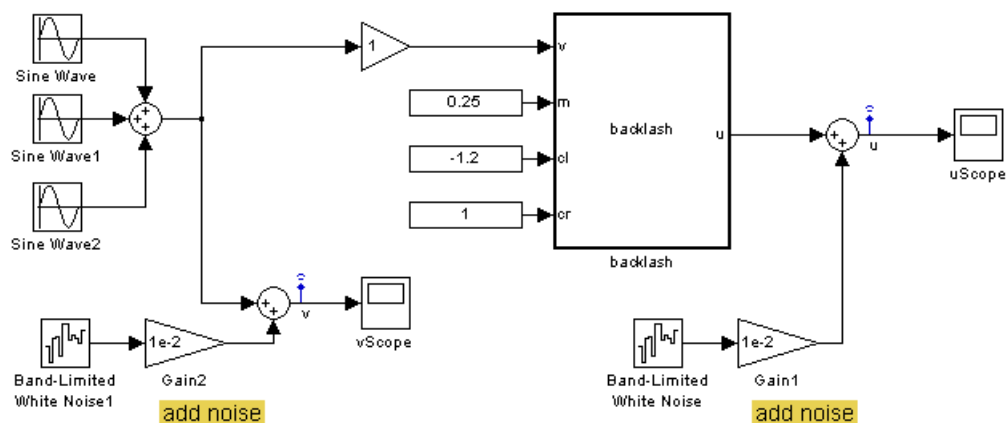 Sine Wave
Sine Wave1
Sine Wave2
1
0.25
-1.2
1
v
m
cl
cr
backlash
u
backlash
u
uScope
v
vScope
Band-Limited
White Noise1
1e-2
Gain2
add noise
Band-Limited
White Noise
1e-2
Gain1
add noise